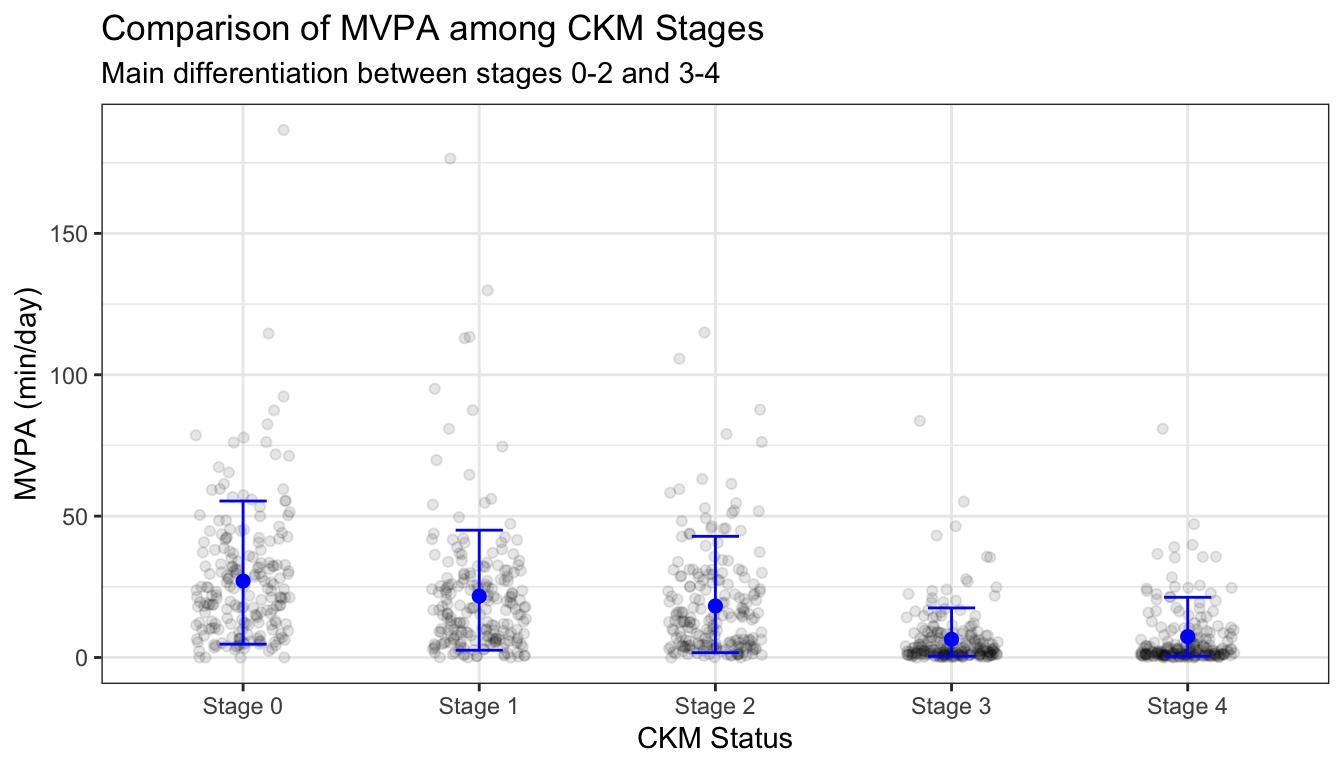 Comparison of MVPA among CKM Stages
Main differentiation between stages 0-2 and 3-4
MVPA (min/day)
150
100
50
0
Stage 0
Stage 1
Stage 2
Stage 3
Stage 4
CKM Status